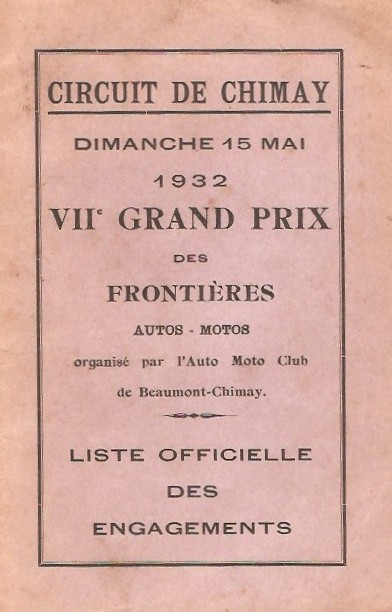 CIRCUIT DE CHIMAY
DIMANCHE 15 MAI
1932
VIIe GRAND PRIX
DES
FRONTIÈRES
AUTOS - MOTOS
organisé par l'Auto Moto Club
de Beaumont-Chimay.
LISTE OFFICIELLE
DES
ENGAGEMENTS